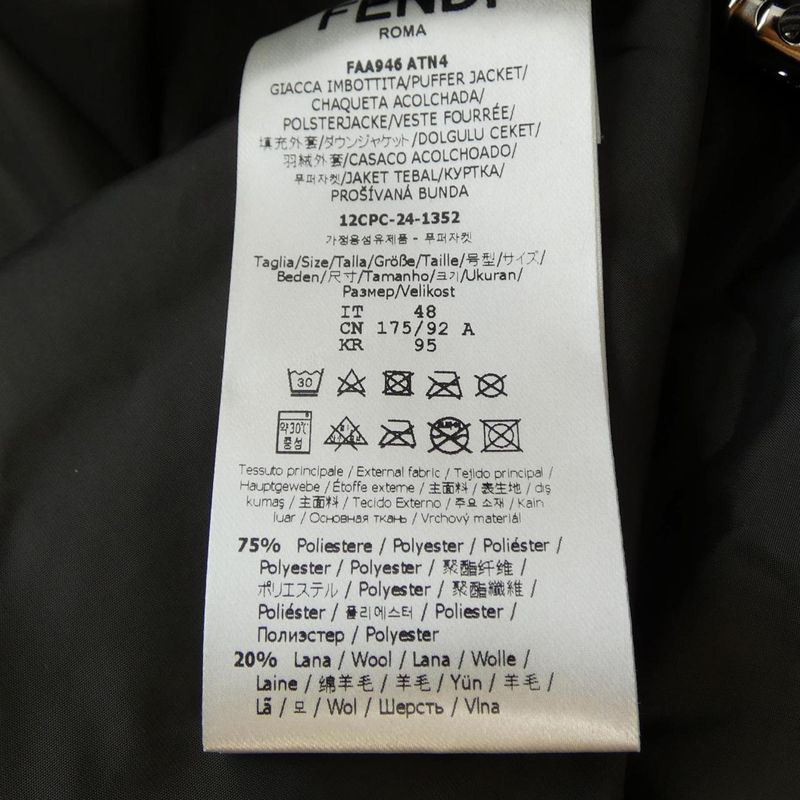 FENDI
ROMA
FAA946 ATN4
GIACCA IMBOTTITA/PUFFER JACKET/
CHAQUETA ACOLCHADA/
POLSTERJACKE/VESTE FOURRÉE/
填充外套/ダウンジャケット/DOLGULU CEKET/
羽絨外套/CASACO ACOLCHOADO/
푸퍼자켓/JAKET TEBAL/КУРТКА/
PROŠÍVANÁ BUNDA
12CPC-24-1352
가정용섬유제품 - 푸퍼자켓
Taglia/Size/Talla/Größe/Taille/号型/サイズ/
Beden/尺寸/Tamanho/크기/Ukuran/
Размер/Velikost
IT 48
CN 175/92 A
KR 95
30
약30℃
중성
Tessuto principale / External fabric / Tejido principal /
Hauptgewebe / Étoffe externe / 主面料 / 表生地 / dış
kumaş / 主面料 / Tecido Externo / 주요 소재 / Kain
luar / Основная ткань / Vrchový materiál
75% Poliestere / Polyester / Poliéster /
Polyester / Polyester / 聚酯纤维 /
ポリエステル / Polyester / 聚酯纖維 /
Poliéster / 폴리에스터 / Poliester /
Полиэстер / Polyester
20% Lana / Wool / Lana / Wolle /
Laine / 绵羊毛 / 羊毛 / Yün / 羊毛 /
Lã / 모 / Wol / Шерсть / Vlna